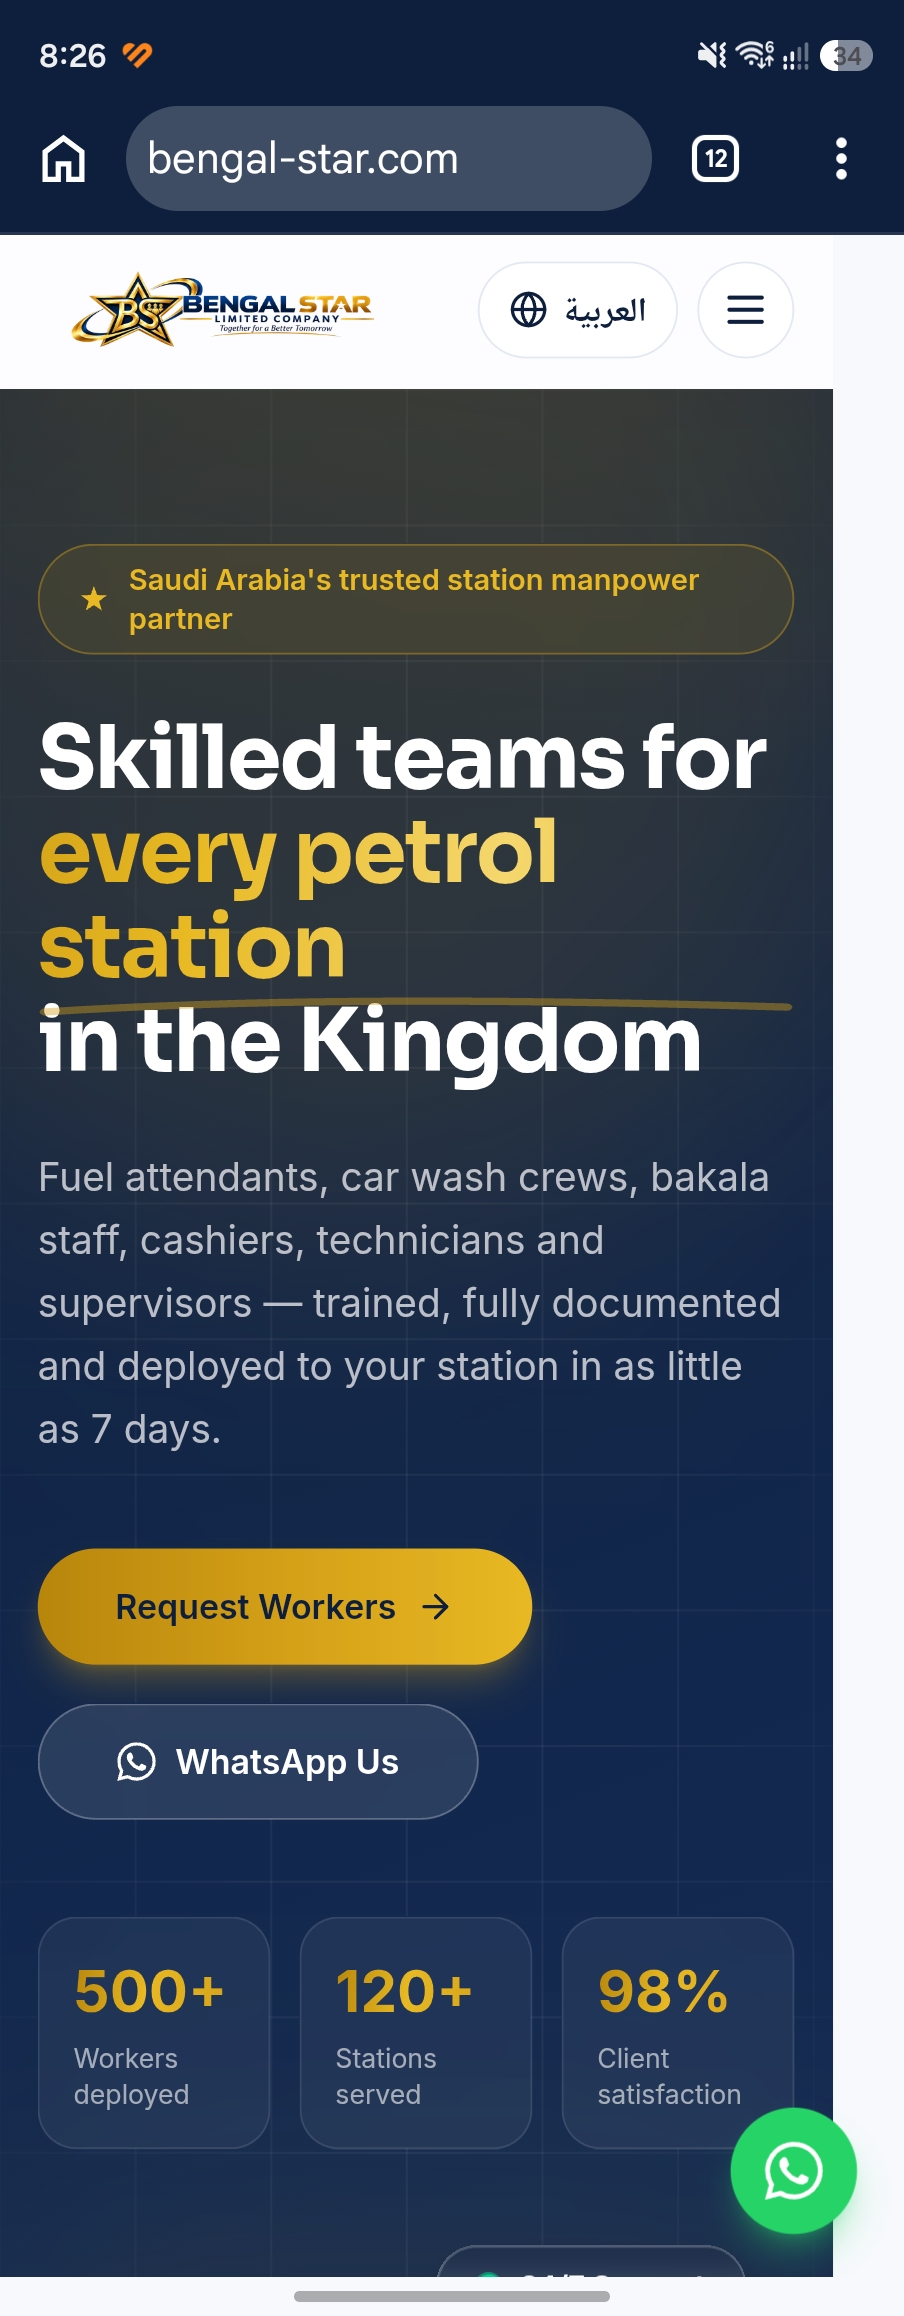 8:26
6
34
bengal-star.com
12
BS
BENGAL STAR
LIMITED COMPANY
Together for a Better Tomorrow
العربية
Saudi Arabia's trusted station manpower
partner
Skilled teams for
every petrol
station
in the Kingdom
Fuel attendants, car wash crews, bakala
staff, cashiers, technicians and
supervisors — trained, fully documented
and deployed to your station in as little
as 7 days.
Request Workers
WhatsApp Us
500+
Workers
deployed
120+
Stations
served
98%
Client
satisfaction